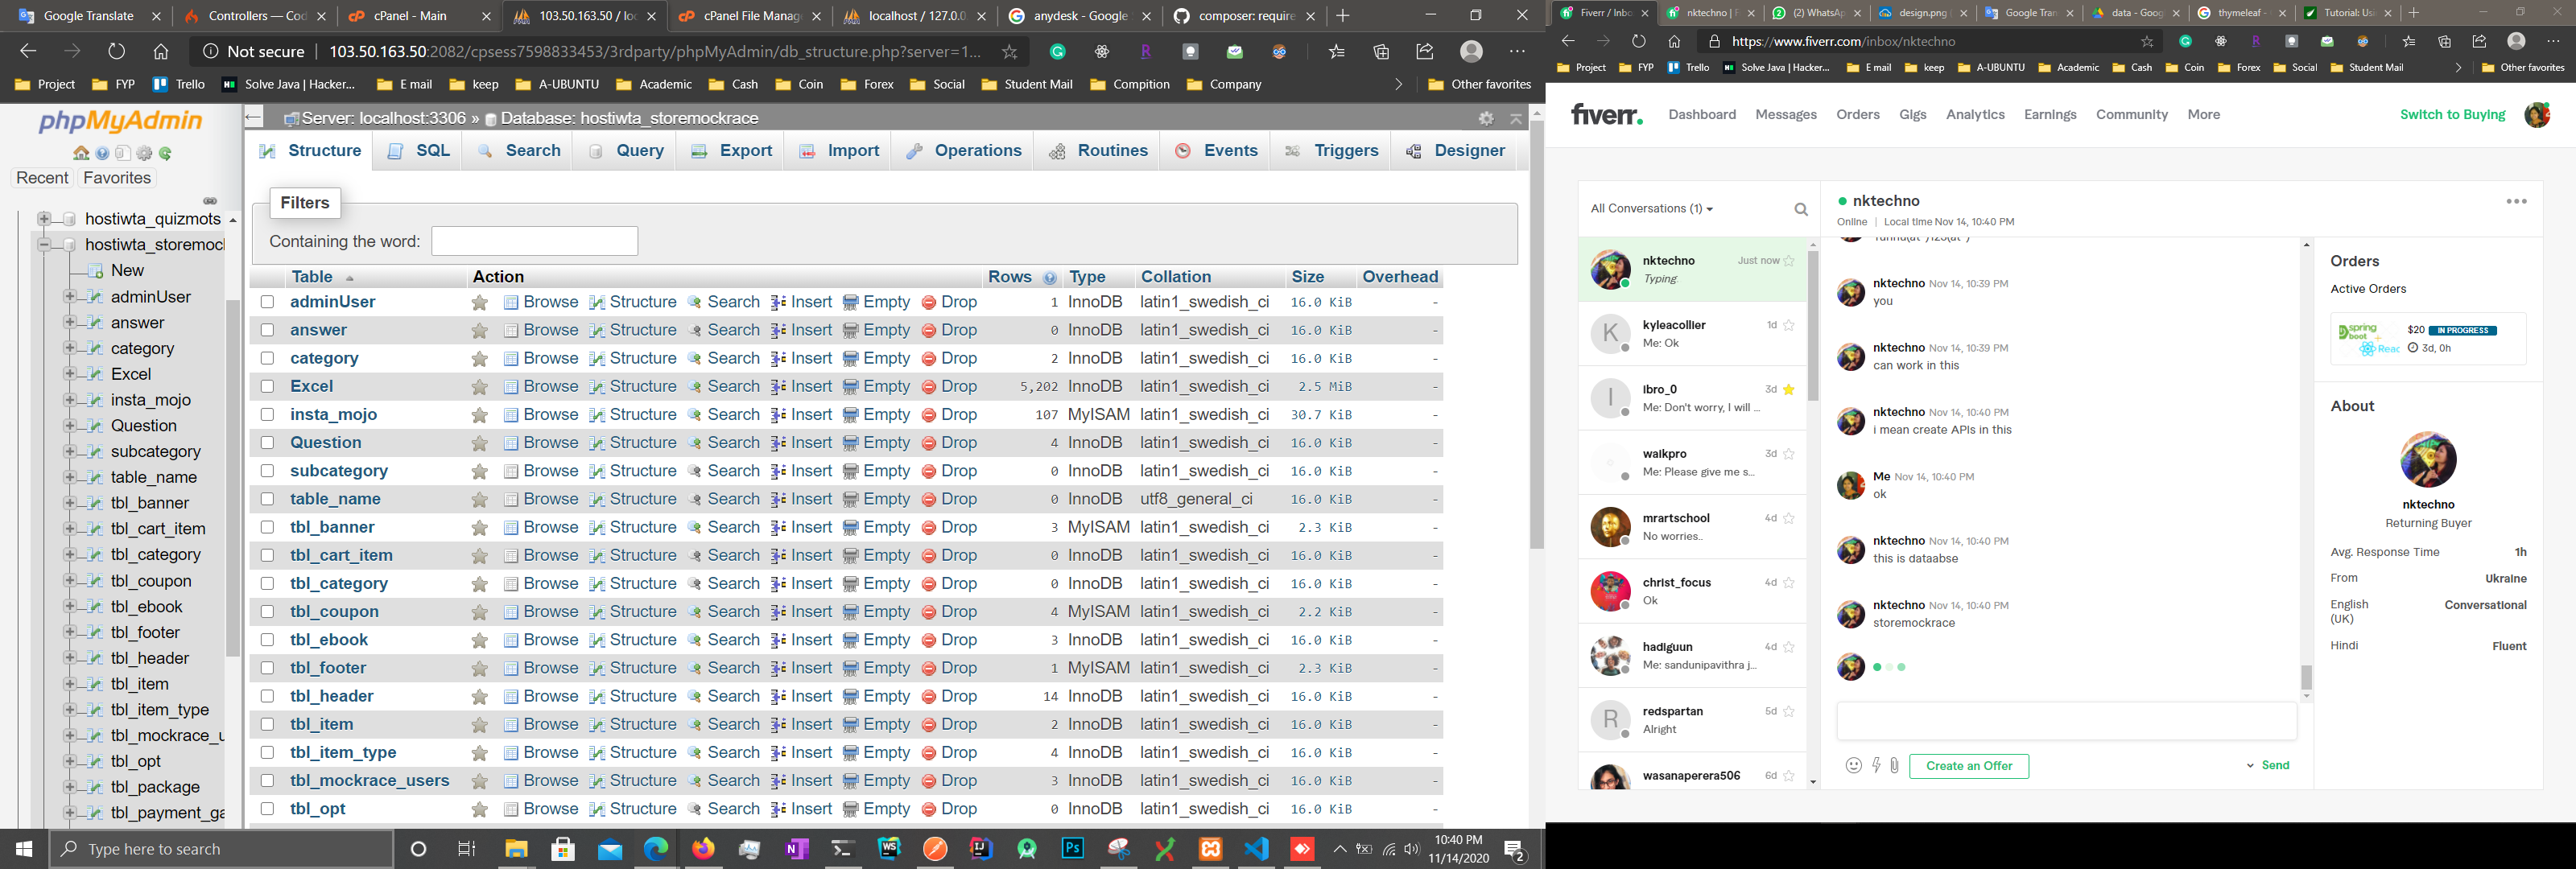 Google Translate
Controllers — Cod
cPanel - Main
103.50.163.50 / loc
cPanel File Manag
localhost / 127.0.0
anydesk - Google
composer: require
Not secure
103.50.163.50:2082/cpsess7598833453/3rdparty/phpMyAdmin/db_structure.php?server=1...
Project
FYP
Trello
Solve Java | Hacker...
E mail
keep
A-UBUNTU
Academic
Cash
Coin
Forex
Social
Student Mail
Compition
Company
Other favorites
phpMyAdmin
Recent
Favorites
hostiwta_quizmots
hostiwta_storemocl
New
adminUser
answer
category
Excel
insta_mojo
Question
subcategory
table_name
tbl_banner
tbl_cart_item
tbl_category
tbl_coupon
tbl_ebook
tbl_footer
tbl_header
tbl_item
tbl_item_type
tbl_mockrace_u
tbl_opt
tbl_package
tbl_payment_ga
Server: localhost:3306 » Database: hostiwta_storemockrace
Structure SQL Search Query Export Import Operations Routines Events Triggers Designer
Filters
Containing the word:
Table Action Rows Type Collation Size Overhead
adminUser Browse Structure Search Insert Empty Drop 1 InnoDB latin1_swedish_ci 16.0 KiB -
answer Browse Structure Search Insert Empty Drop 0 InnoDB latin1_swedish_ci 16.0 KiB -
category Browse Structure Search Insert Empty Drop 2 InnoDB latin1_swedish_ci 16.0 KiB -
Excel Browse Structure Search Insert Empty Drop 5,202 InnoDB latin1_swedish_ci 2.5 MiB -
insta_mojo Browse Structure Search Insert Empty Drop 107 MyISAM latin1_swedish_ci 30.7 KiB -
Question Browse Structure Search Insert Empty Drop 4 InnoDB latin1_swedish_ci 16.0 KiB -
subcategory Browse Structure Search Insert Empty Drop 0 InnoDB latin1_swedish_ci 16.0 KiB -
table_name Browse Structure Search Insert Empty Drop 0 InnoDB utf8_general_ci 16.0 KiB -
tbl_banner Browse Structure Search Insert Empty Drop 3 MyISAM latin1_swedish_ci 2.3 KiB -
tbl_cart_item Browse Structure Search Insert Empty Drop 0 InnoDB latin1_swedish_ci 16.0 KiB -
tbl_category Browse Structure Search Insert Empty Drop 0 InnoDB latin1_swedish_ci 16.0 KiB -
tbl_coupon Browse Structure Search Insert Empty Drop 4 MyISAM latin1_swedish_ci 2.2 KiB -
tbl_ebook Browse Structure Search Insert Empty Drop 3 InnoDB latin1_swedish_ci 16.0 KiB -
tbl_footer Browse Structure Search Insert Empty Drop 1 MyISAM latin1_swedish_ci 2.3 KiB -
tbl_header Browse Structure Search Insert Empty Drop 14 InnoDB latin1_swedish_ci 16.0 KiB -
tbl_item Browse Structure Search Insert Empty Drop 2 InnoDB latin1_swedish_ci 16.0 KiB -
tbl_item_type Browse Structure Search Insert Empty Drop 4 InnoDB latin1_swedish_ci 16.0 KiB -
tbl_mockrace_users Browse Structure Search Insert Empty Drop 3 InnoDB latin1_swedish_ci 16.0 KiB -
tbl_opt Browse Structure Search Insert Empty Drop 0 InnoDB latin1_swedish_ci 16.0 KiB -
Type here to search
10:40 PM
11/14/2020
2
Fiverr / Inbo
nktechno | F
(2) WhatsAp
design.png (
Google Tran
data - Goog
thymeleaf -
Tutorial: Usi
https://www.fiverr.com/inbox/nktechno
Project
FYP
Trello
Solve Java | Hacker...
E mail
keep
A-UBUNTU
Academic
Cash
Coin
Forex
Social
Student Mail
Other favorites
fiverr.
Dashboard Messages Orders Gigs Analytics Earnings Community More
Switch to Buying
All Conversations (1)
nktechno
Online | Local time Nov 14, 10:40 PM
nktechno Just now
Typing
kyleacollier 1d
Me: Ok
ibro_0 3d
Me: Don't worry, I will ...
walkpro 3d
Me: Please give me s...
mrartschool 4d
No worries..
christ_focus 4d
Ok
hadiguun 4d
Me: sandunipavithra j...
redspartan 5d
Alright
wasanaperera506 6d
nktechno Nov 14, 10:39 PM
you
nktechno Nov 14, 10:39 PM
can work in this
nktechno Nov 14, 10:40 PM
i mean create APIs in this
Me Nov 14, 10:40 PM
ok
nktechno Nov 14, 10:40 PM
this is dataabse
nktechno Nov 14, 10:40 PM
storemockrace
Create an Offer
Send
Orders
Active Orders
spring
boot
Reac
$20 IN PROGRESS
3d, 0h
About
nktechno
Returning Buyer
Avg. Response Time 1h
From Ukraine
English (UK) Conversational
Hindi Fluent